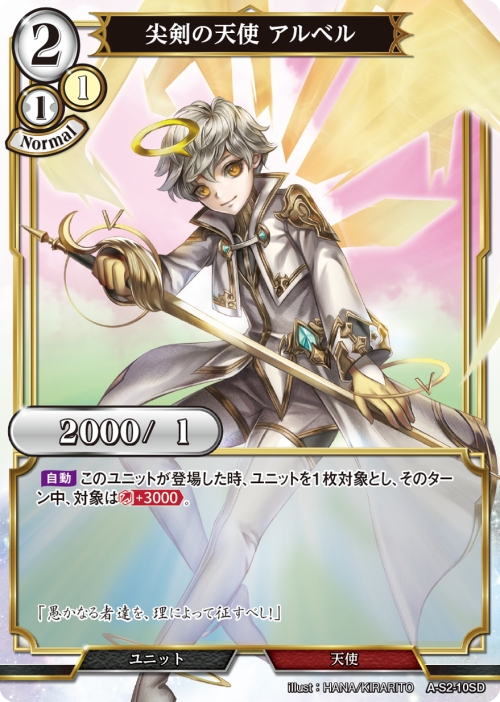 2
尖剣の天使 アルベル
1
1
Normal
2000/ 1
自動 このユニットが登場した時、ユニットを1枚対象とし、そのター
ン中、対象は+3000。
「愚かなる者達を、理によって征すべし!」
ユニット
天使
illust:HANA/KIRARITO A-S2-10SD